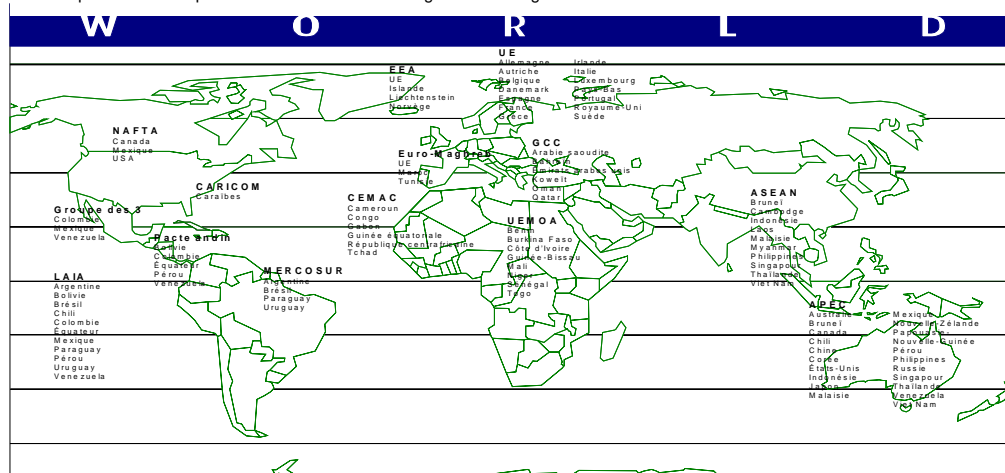 W O R L D
UE
Allemagne
Autriche
Belgique
Danemark
Espagne
France
Grèce
Irlande
Italie
Luxembourg
Pays-Bas
Portugal
Royaume-Uni
Suède
EEA
UE
Islande
Liechtenstein
Norvège
NAFTA
Canada
Mexique
USA
Euro-Maghreb
UE
Maroc
Tunisie
GCC
Arabie saoudite
Bahreïn
Emirats arabes unis
Koweït
Oman
Qatar
CARICOM
Caraïbes
CEMAC
Cameroun
Congo
Gabon
Guinée équatoriale
République centrafricaine
Tchad
ASEAN
Bruneï
Cambodge
Indonésie
Laos
Malaisie
Myanmar
Philippines
Singapour
Thaïlande
Viet Nam
Groupe des 3
Colombie
Mexique
Venezuela
Pacte andin
Bolivie
Colombie
Équateur
Pérou
Venezuela
UEMOA
Bénin
Burkina Faso
Côte d'Ivoire
Guinée-Bissau
Mali
Niger
Sénégal
Togo
MERCOSUR
Argentine
Brésil
Paraguay
Uruguay
LAIA
Argentine
Bolivie
Brésil
Chili
Colombie
Équateur
Mexique
Paraguay
Pérou
Uruguay
Venezuela
APEC
Australie
Bruneï
Canada
Chili
Chine
Corée
États-Unis
Indonésie
Japon
Malaisie
Mexique
Nouvelle-Zélande
Papouasie-
Nouvelle-Guinée
Pérou
Philippines
Russie
Singapour
Thaïlande
Venezuela
Viet Nam